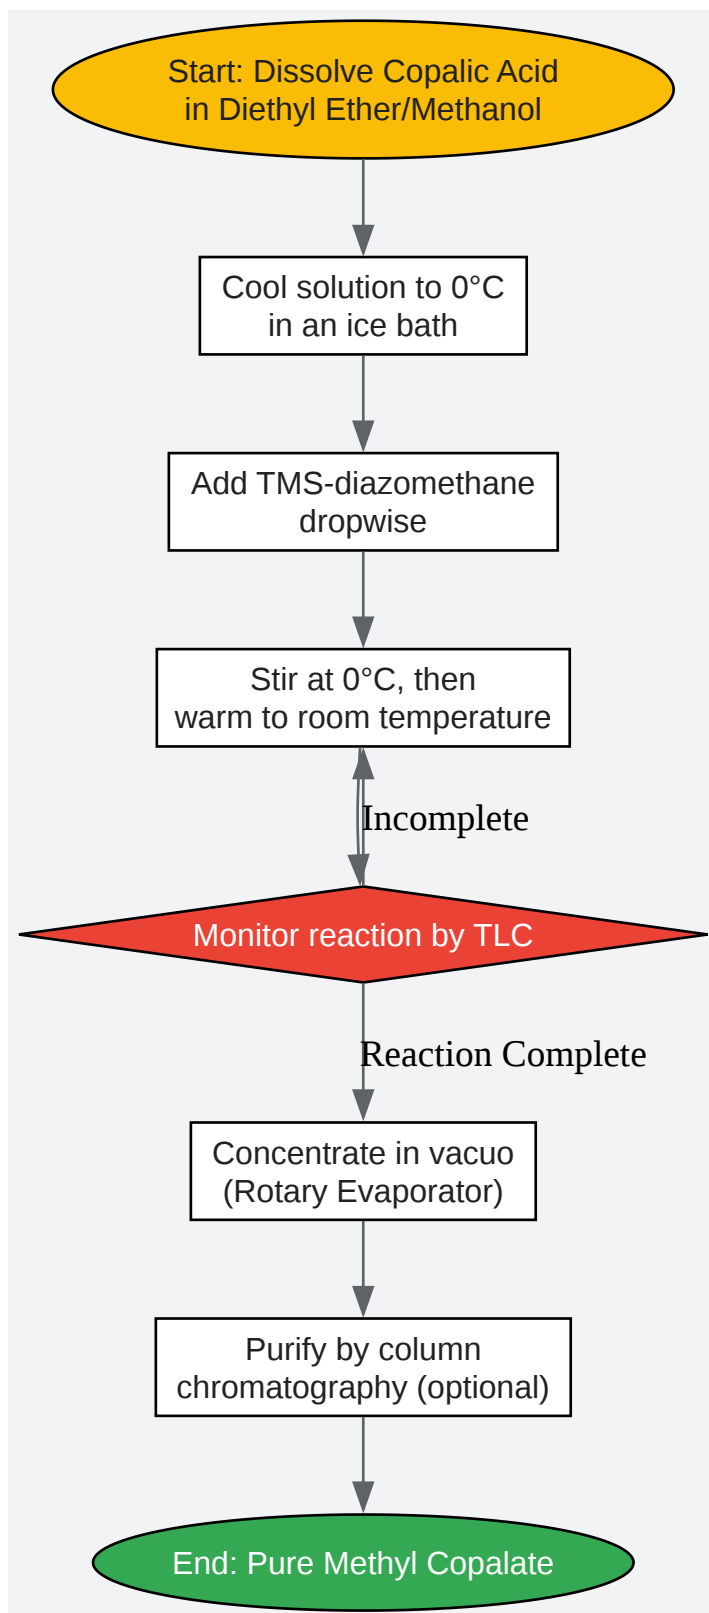 Start: Dissolve Copalic Acid
in Diethyl Ether/Methanol
Cool solution to 0°C
in an ice bath
Add TMS-diazomethane
dropwise
Stir at 0°C, then
warm to room temperature
Incomplete
Monitor reaction by TLC
Reaction Complete
Concentrate in vacuo
(Rotary Evaporator)
Purify by column
chromatography (optional)
End: Pure Methyl Copalate